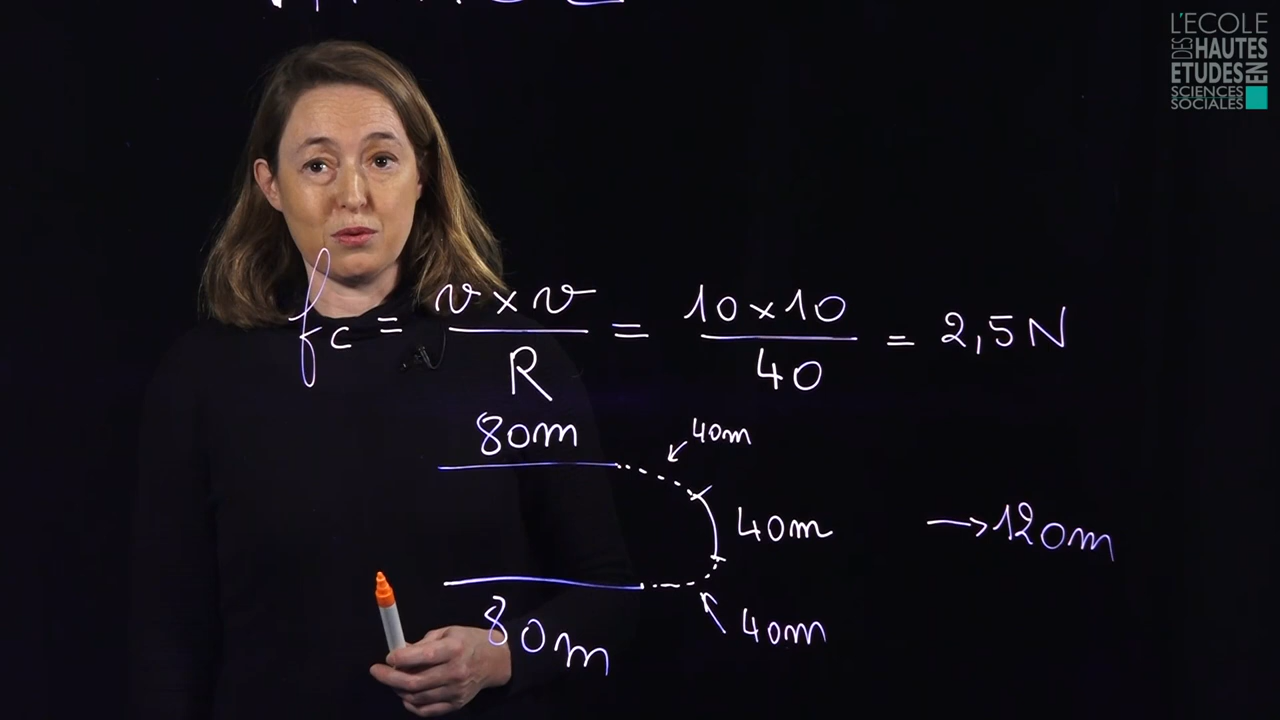 L'ECOLE
DES HAUTES
ETUDES EN
SCIENCES
SOCIALES
fc = v × v / R = 10 × 10 / 40 = 2,5 N
80m
40m
40m
→ 120m
40m
80m